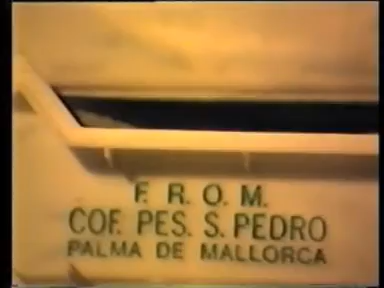 F. R. O. M.
COF. PES. S. PEDRO
PALMA DE MALLORCA